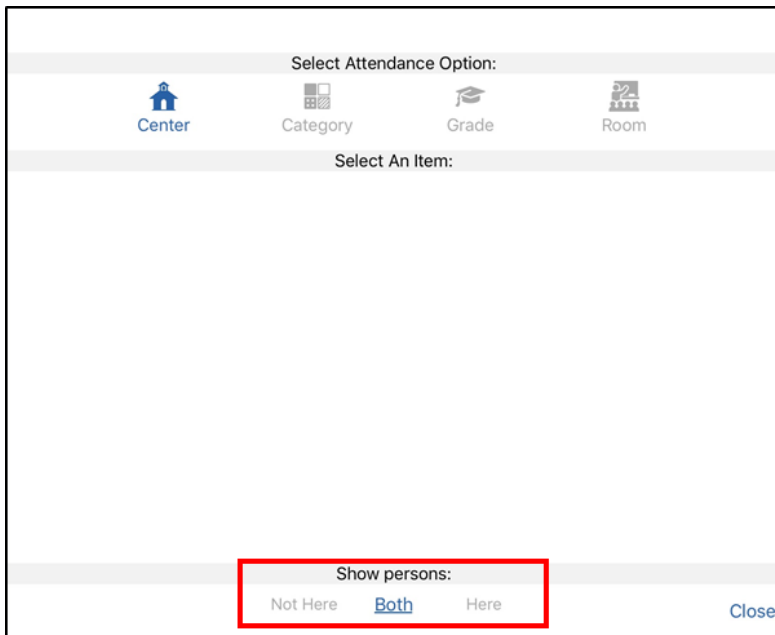 Select Attendance Option:
Center Category Grade Room
Select An Item:
Show persons:
Not Here Both Here
Close